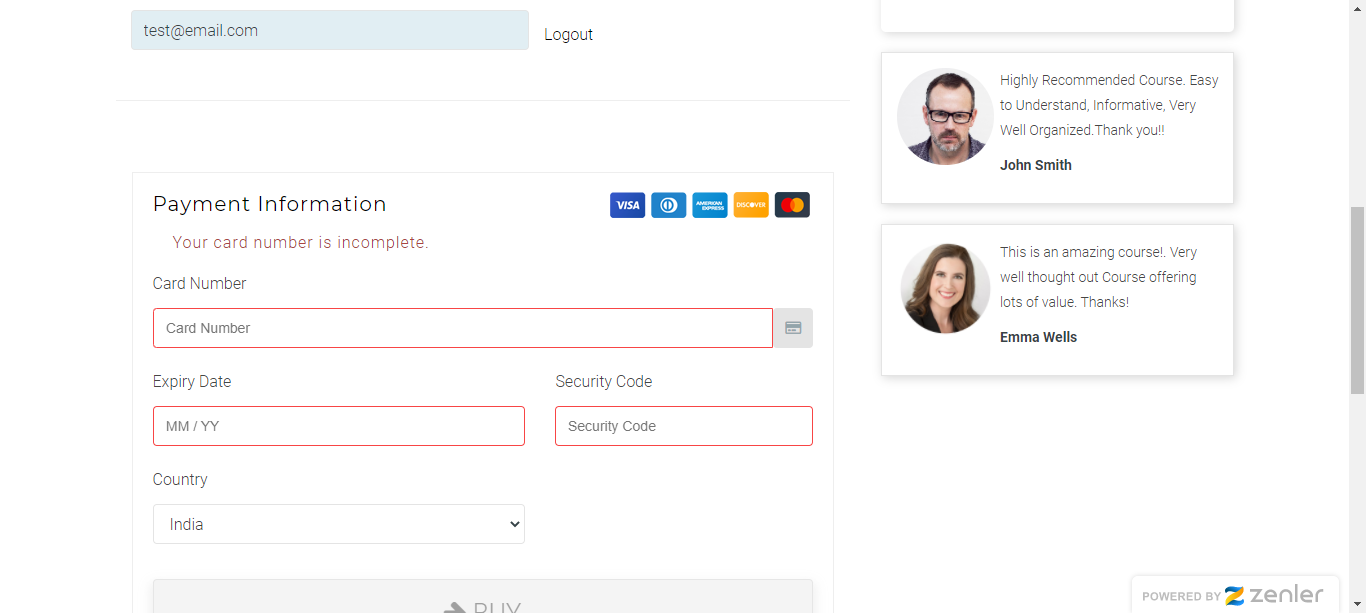 test@email.com
Logout
Payment Information
VISA
AMERICAN
EXPRESS
DISCOVER
Your card number is incomplete.
Card Number
Card Number
Expiry Date
Security Code
MM / YY
Security Code
Country
India
BUY
Highly Recommended Course. Easy
to Understand, Informative, Very
Well Organized.Thank you!!
John Smith
This is an amazing course!. Very
well thought out Course offering
lots of value. Thanks!
Emma Wells
POWERED BY zenler